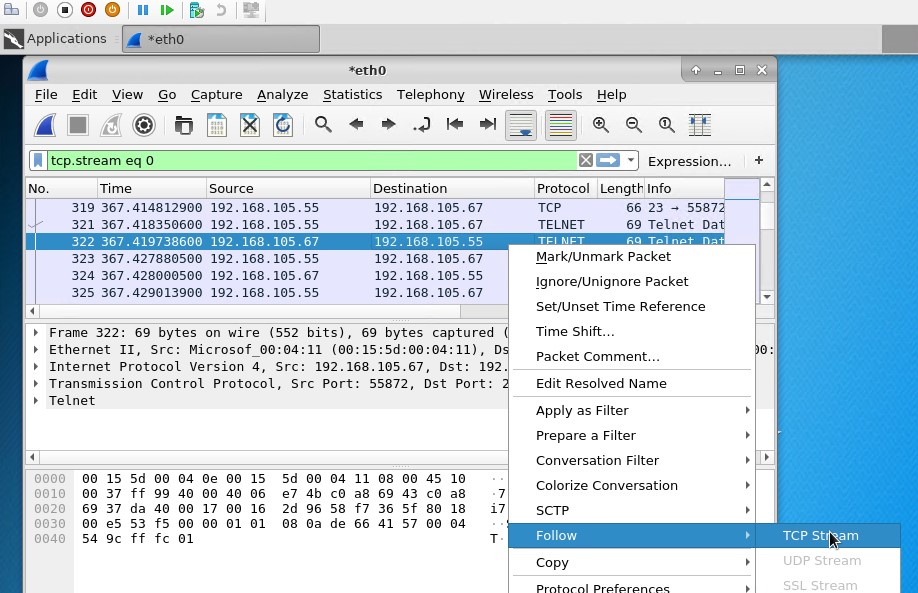 Applications *eth0
*eth0
File Edit View Go Capture Analyze Statistics Telephony Wireless Tools Help
tcp.stream eq 0 Expression… +
No. Time Source Destination Protocol Length Info
319 367.414812900 192.168.105.55 192.168.105.67 TCP 66 23 → 55872
321 367.418350600 192.168.105.55 192.168.105.67 TELNET 69 Telnet Dat
322 367.419738600 192.168.105.67 192.168.105.55 TELNET 69 Telnet Dat
323 367.427880500 192.168.105.55 192.168.105.67
324 367.428000500 192.168.105.67 192.168.105.55
325 367.429013900 192.168.105.55 192.168.105.67
Frame 322: 69 bytes on wire (552 bits), 69 bytes captured (
Ethernet II, Src: Microsof_00:04:11 (00:15:5d:00:04:11), Ds 00:
Internet Protocol Version 4, Src: 192.168.105.67, Dst: 192.
Transmission Control Protocol, Src Port: 55872, Dst Port: 2
Telnet
0000 00 15 5d 00 04 0e 00 15 5d 00 04 11 08 00 45 10 ··
0010 00 37 ff 99 40 00 40 06 e7 4b c0 a8 69 43 c0 a8 ·7
0020 69 37 da 40 00 17 00 16 2d 96 58 f7 36 5f 80 18 i7
0030 00 e5 53 f5 00 00 01 01 08 0a de 66 41 57 00 04
0040 54 9c ff fc 01 T·
Mark/Unmark Packet
Ignore/Unignore Packet
Set/Unset Time Reference
Time Shift…
Packet Comment…
Edit Resolved Name
Apply as Filter
Prepare a Filter
Conversation Filter
Colorize Conversation
SCTP
Follow
Copy
Protocol Preferences
TCP Stream
UDP Stream
SSL Stream